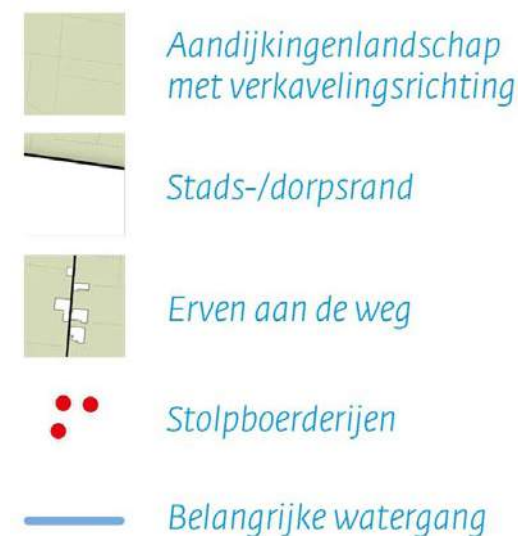 Aandijkingenlandschap
met verkavelingsrichting
Stads-/dorpsrand
Erven aan de weg
Stolpboerderijen
Belangrijke watergang